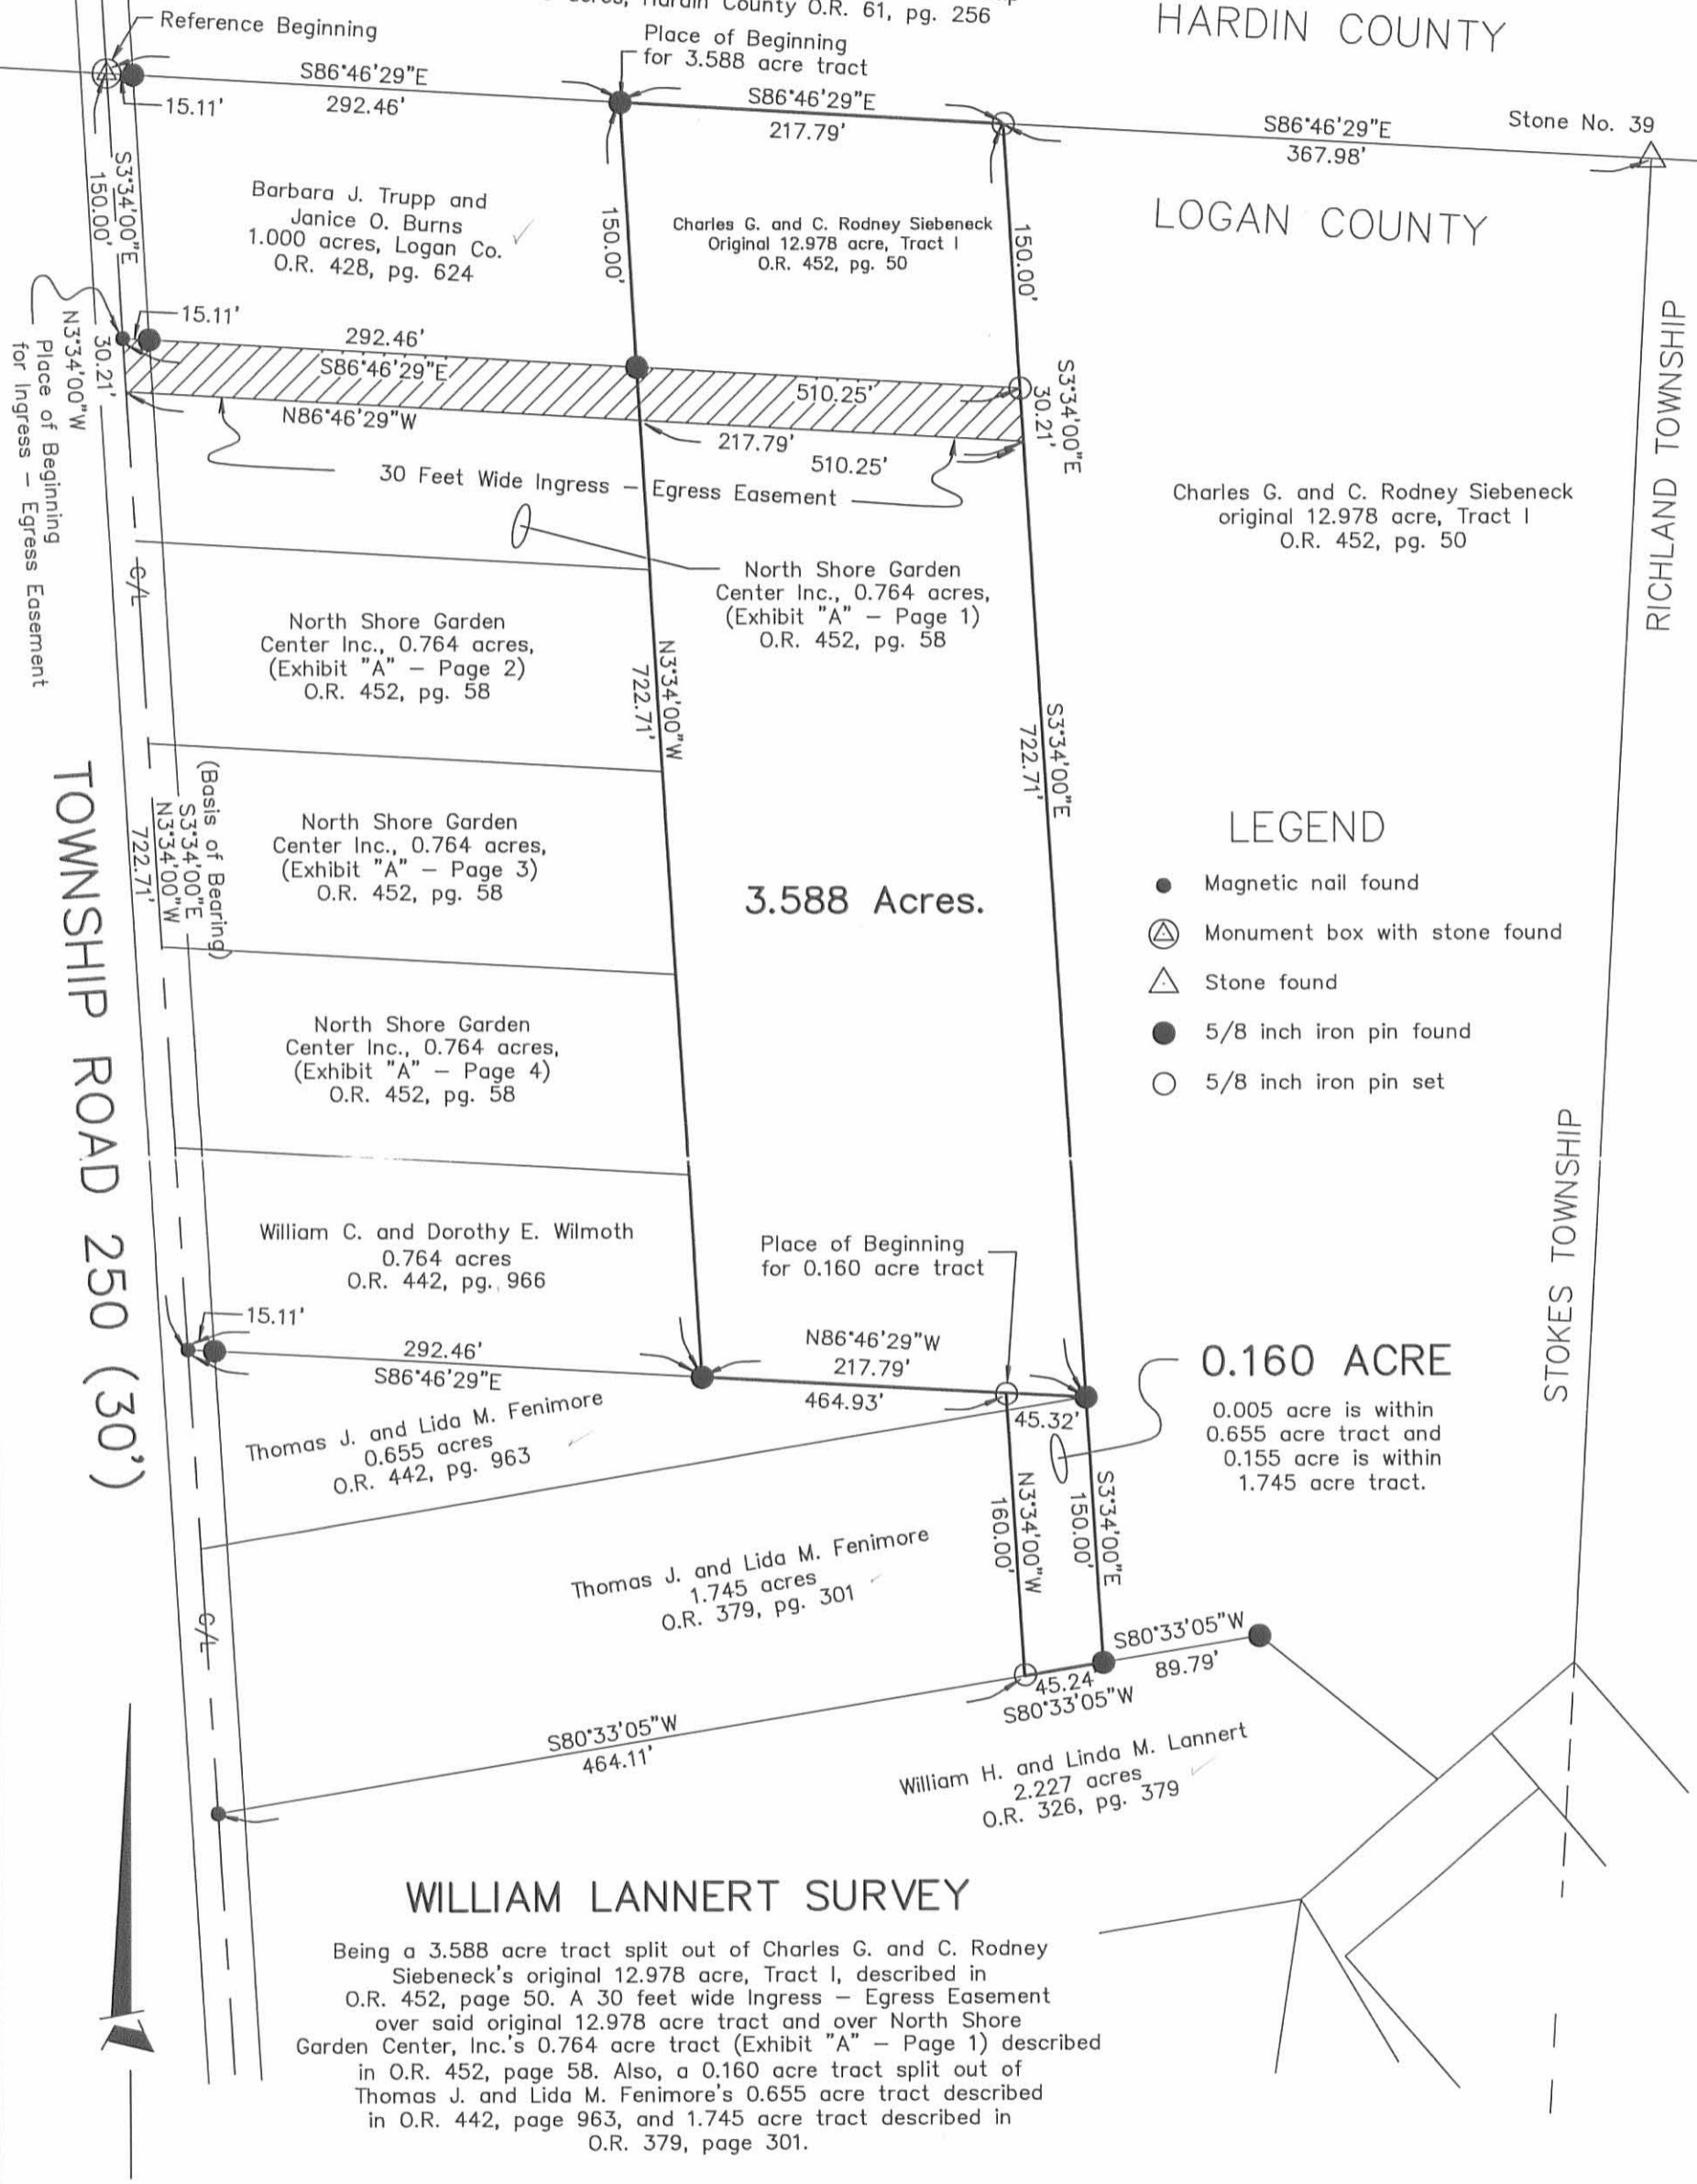 County O.R. 61, pg. 256
HARDIN COUNTY
Reference Beginning
Place of Beginning
for 3.588 acre tract
S86°46'29"E
292.46'
15.11'
S86°46'29"E
217.79'
S86°46'29"E
367.98'
Stone No. 39
LOGAN COUNTY
S3°34'00"E
150.00'
Barbara J. Trupp and
Janice O. Burns
1.000 acres, Logan Co.
O.R. 428, pg. 624
150.00'
Charles G. and C. Rodney Siebeneck
Original 12.978 acre, Tract I
O.R. 452, pg. 50
150.00'
RICHLAND TOWNSHIP
15.11'
292.46'
S86°46'29"E
510.25'
N86°46'29"W
217.79'
510.25'
S3°34'00"E
30.21'
30.21'
N3°34'00"W
Place of Beginning
for Ingress – Egress Easement
30 Feet Wide Ingress – Egress Easement
Charles G. and C. Rodney Siebeneck
original 12.978 acre, Tract I
O.R. 452, pg. 50
C/L
North Shore Garden
Center Inc., 0.764 acres,
(Exhibit "A" – Page 1)
O.R. 452, pg. 58
North Shore Garden
Center Inc., 0.764 acres,
(Exhibit "A" – Page 2)
O.R. 452, pg. 58
N3°34'00"W
722.71'
S3°34'00"E
722.71'
(Basis of Bearing)
S3°34'00"E
N3°34'00"W
722.71'
TOWNSHIP ROAD 250 (30')
North Shore Garden
Center Inc., 0.764 acres,
(Exhibit "A" – Page 3)
O.R. 452, pg. 58
3.588 Acres.
LEGEND
Magnetic nail found
Monument box with stone found
Stone found
5/8 inch iron pin found
5/8 inch iron pin set
North Shore Garden
Center Inc., 0.764 acres,
(Exhibit "A" – Page 4)
O.R. 452, pg. 58
STOKES TOWNSHIP
William C. and Dorothy E. Wilmoth
0.764 acres
O.R. 442, pg. 966
Place of Beginning
for 0.160 acre tract
15.11'
292.46'
S86°46'29"E
N86°46'29"W
217.79'
464.93'
45.32'
0.160 ACRE
0.005 acre is within
0.655 acre tract and
0.155 acre is within
1.745 acre tract.
Thomas J. and Lida M. Fenimore
0.655 acres
O.R. 442, pg. 963
N3°34'00"W
160.00'
S3°34'00"E
150.00'
Thomas J. and Lida M. Fenimore
1.745 acres
O.R. 379, pg. 301
C/L
S80°33'05"W
89.79'
45.24'
S80°33'05"W
S80°33'05"W
464.11'
William H. and Linda M. Lannert
2.227 acres
O.R. 326, pg. 379
WILLIAM LANNERT SURVEY
Being a 3.588 acre tract split out of Charles G. and C. Rodney
Siebeneck's original 12.978 acre, Tract I, described in
O.R. 452, page 50. A 30 feet wide Ingress – Egress Easement
over said original 12.978 acre tract and over North Shore
Garden Center, Inc.'s 0.764 acre tract (Exhibit "A" – Page 1) described
in O.R. 452, page 58. Also, a 0.160 acre tract split out of
Thomas J. and Lida M. Fenimore's 0.655 acre tract described
in O.R. 442, page 963, and 1.745 acre tract described in
O.R. 379, page 301.